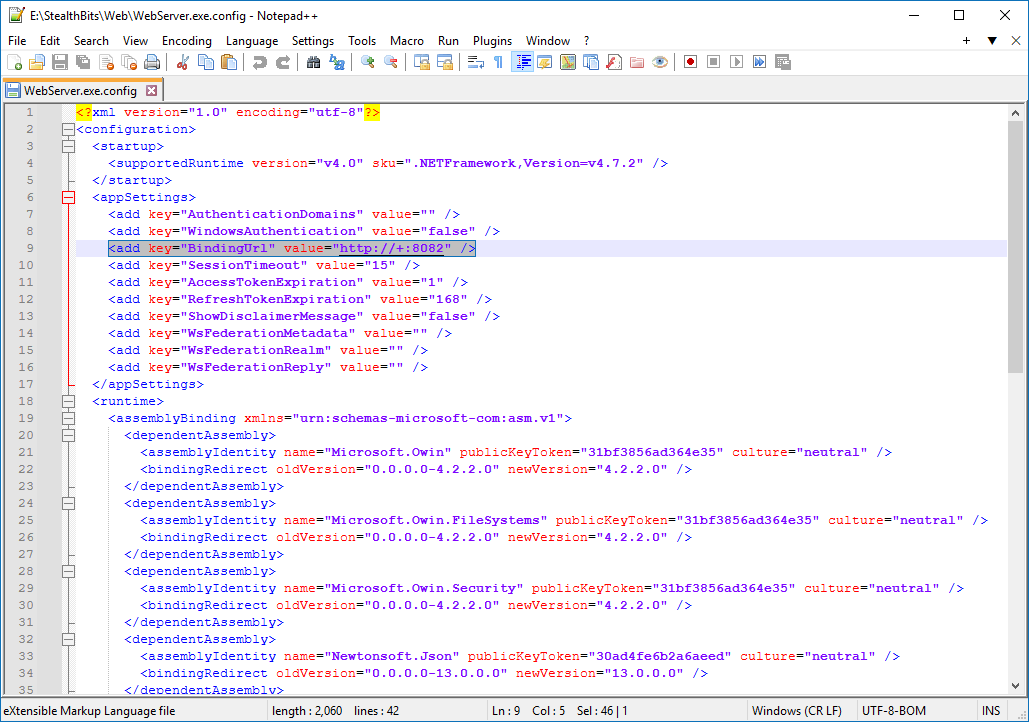 E:\StealthBits\Web\WebServer.exe.config - Notepad++
File Edit Search View Encoding Language Settings Tools Macro Run Plugins Window ?
+ ▼ X
WebServer.exe.config
1 <?xml version="1.0" encoding="utf-8"?>
2 <configuration>
3 <startup>
4 <supportedRuntime version="v4.0" sku=".NETFramework,Version=v4.7.2" />
5 </startup>
6 <appSettings>
7 <add key="AuthenticationDomains" value="" />
8 <add key="WindowsAuthentication" value="false" />
9 <add key="BindingUrl" value="http://+:8082" />
10 <add key="SessionTimeout" value="15" />
11 <add key="AccessTokenExpiration" value="1" />
12 <add key="RefreshTokenExpiration" value="168" />
13 <add key="ShowDisclaimerMessage" value="false" />
14 <add key="WsFederationMetadata" value="" />
15 <add key="WsFederationRealm" value="" />
16 <add key="WsFederationReply" value="" />
17 </appSettings>
18 <runtime>
19 <assemblyBinding xmlns="urn:schemas-microsoft-com:asm.v1">
20 <dependentAssembly>
21 <assemblyIdentity name="Microsoft.Owin" publicKeyToken="31bf3856ad364e35" culture="neutral" />
22 <bindingRedirect oldVersion="0.0.0.0-4.2.2.0" newVersion="4.2.2.0" />
23 </dependentAssembly>
24 <dependentAssembly>
25 <assemblyIdentity name="Microsoft.Owin.FileSystems" publicKeyToken="31bf3856ad364e35" culture="neutral" />
26 <bindingRedirect oldVersion="0.0.0.0-4.2.2.0" newVersion="4.2.2.0" />
27 </dependentAssembly>
28 <dependentAssembly>
29 <assemblyIdentity name="Microsoft.Owin.Security" publicKeyToken="31bf3856ad364e35" culture="neutral" />
30 <bindingRedirect oldVersion="0.0.0.0-4.2.2.0" newVersion="4.2.2.0" />
31 </dependentAssembly>
32 <dependentAssembly>
33 <assemblyIdentity name="Newtonsoft.Json" publicKeyToken="30ad4fe6b2a6aeed" culture="neutral" />
34 <bindingRedirect oldVersion="0.0.0.0-13.0.0.0" newVersion="13.0.0.0" />
35 </dependentAssembly>
eXtensible Markup Language file length : 2,060 lines : 42 Ln : 9 Col : 5 Sel : 46 | 1 Windows (CR LF) UTF-8-BOM INS